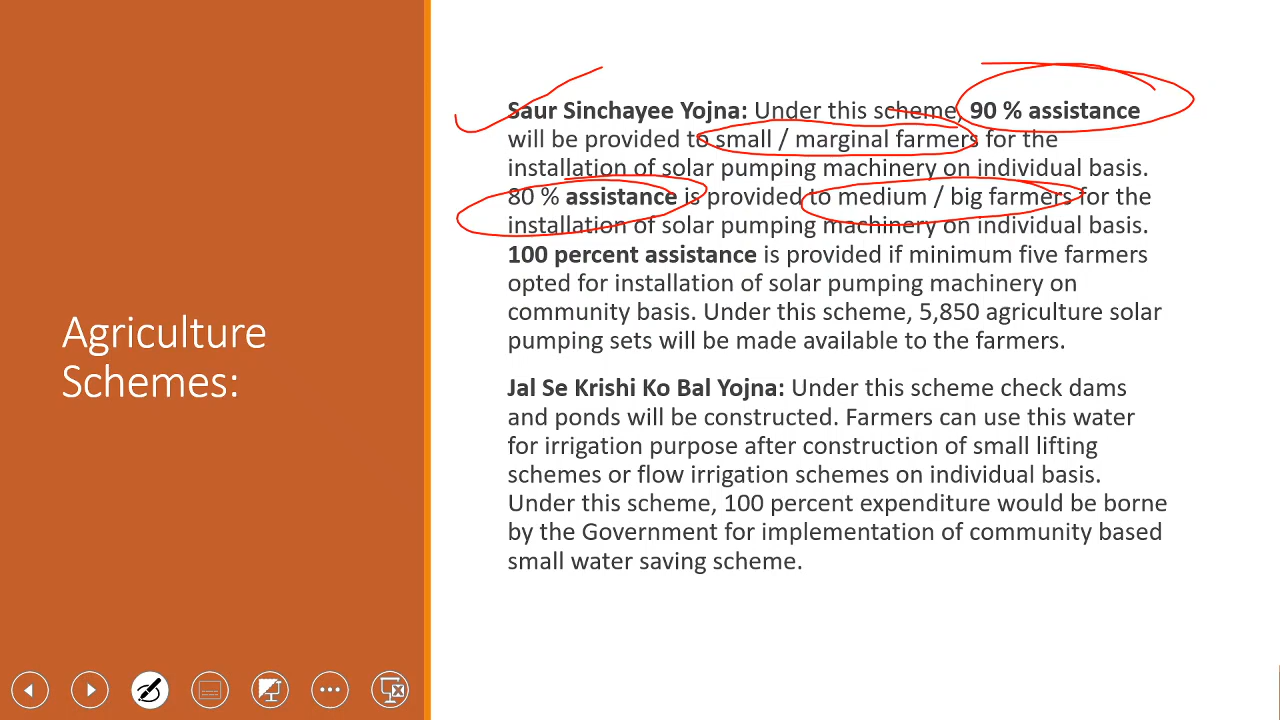 Agriculture
Schemes:
Saur Sinchayee Yojna: Under this scheme, 90 % assistance
will be provided to small / marginal farmers for the
installation of solar pumping machinery on individual basis.
80 % assistance is provided to medium / big farmers for the
installation of solar pumping machinery on individual basis.
100 percent assistance is provided if minimum five farmers
opted for installation of solar pumping machinery on
community basis. Under this scheme, 5,850 agriculture solar
pumping sets will be made available to the farmers.
Jal Se Krishi Ko Bal Yojna: Under this scheme check dams
and ponds will be constructed. Farmers can use this water
for irrigation purpose after construction of small lifting
schemes or flow irrigation schemes on individual basis.
Under this scheme, 100 percent expenditure would be borne
by the Government for implementation of community based
small water saving scheme.